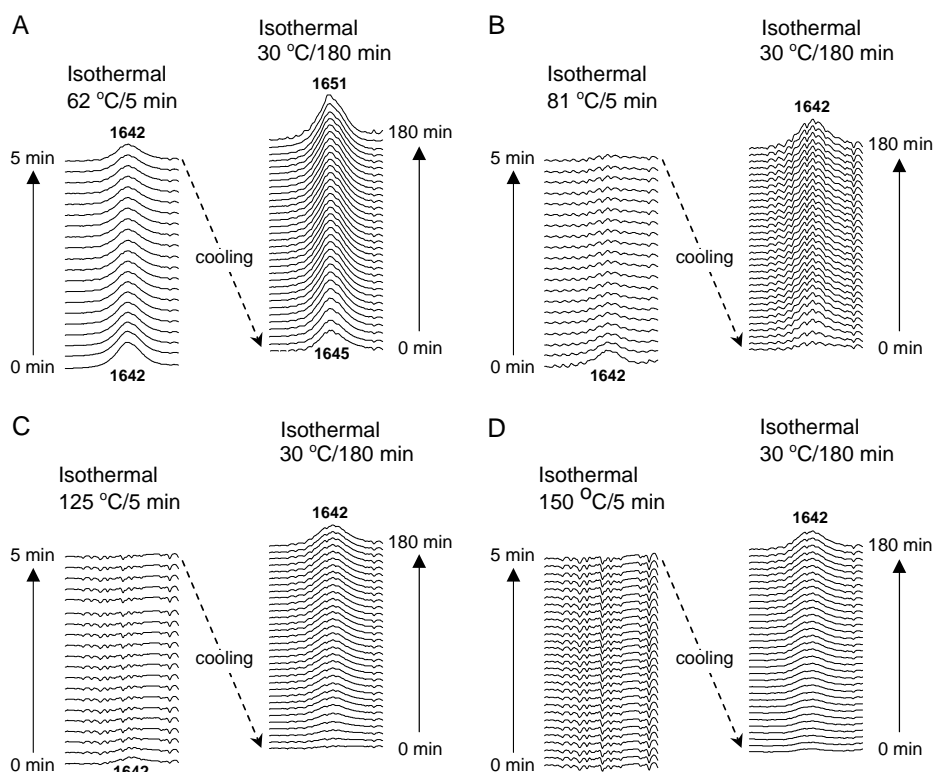 A
Isothermal
62 °C/5 min
1642
5 min
0 min
1642
cooling
Isothermal
30 °C/180 min
1651
180 min
0 min
1645
B
Isothermal
81 °C/5 min
5 min
0 min
1642
cooling
Isothermal
30 °C/180 min
1642
180 min
0 min
C
Isothermal
125 °C/5 min
5 min
0 min
1642
cooling
Isothermal
30 °C/180 min
1642
180 min
0 min
D
Isothermal
150 °C/5 min
5 min
0 min
cooling
Isothermal
30 °C/180 min
1642
180 min
0 min